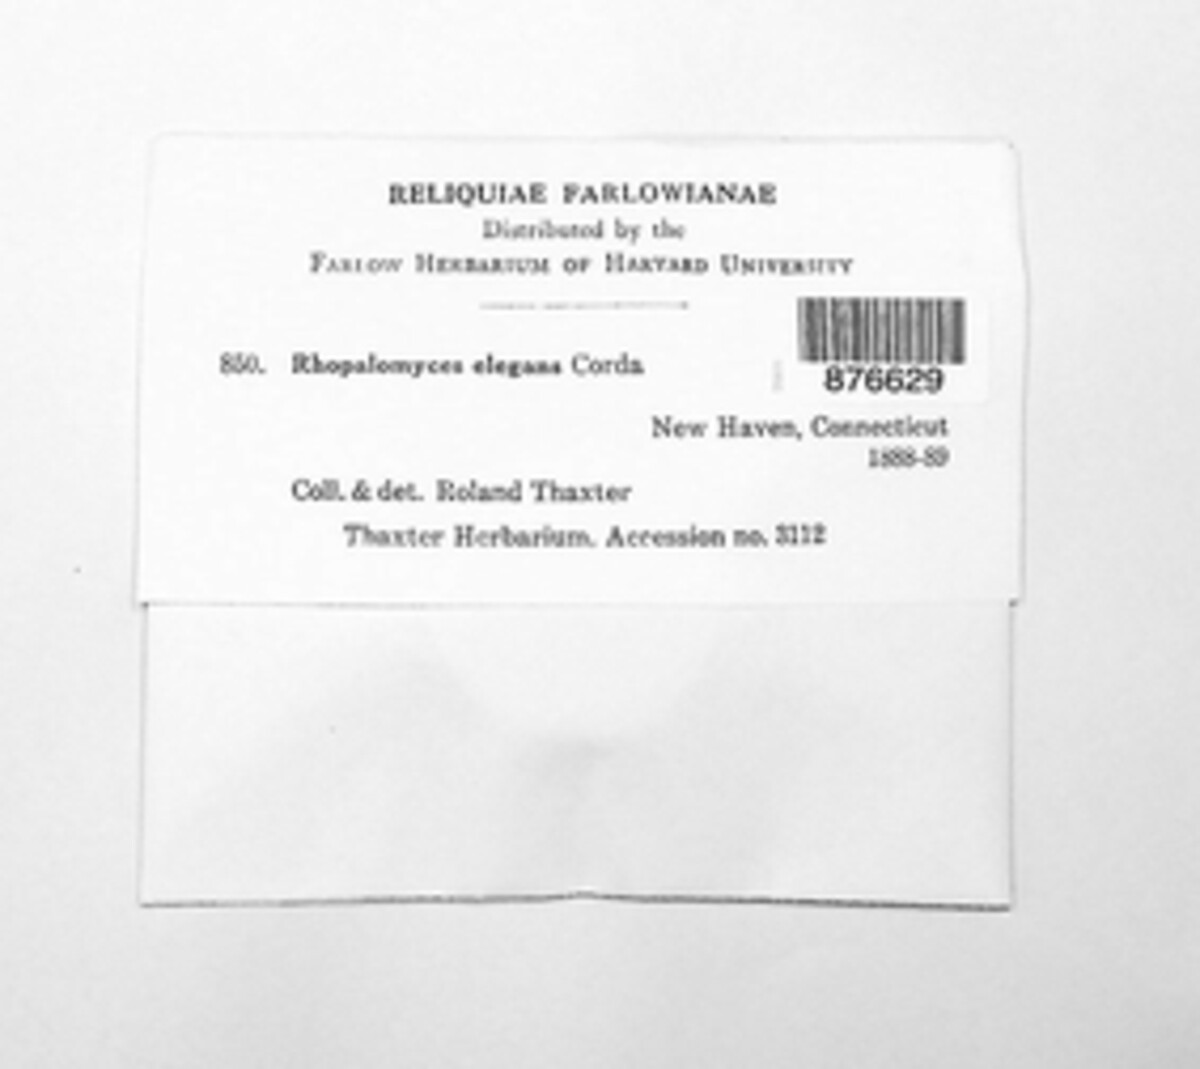 RELIQUIAE FARLOWIANAE
Distributed by the
FARLOW HERBARIUM OF HARVARD UNIVERSITY
850. Rhopalomyces elegans Corda
876629
New Haven, Connecticut
1888-89
Coll. & det. Roland Thaxter
Thaxter Herbarium. Accession no. 3112